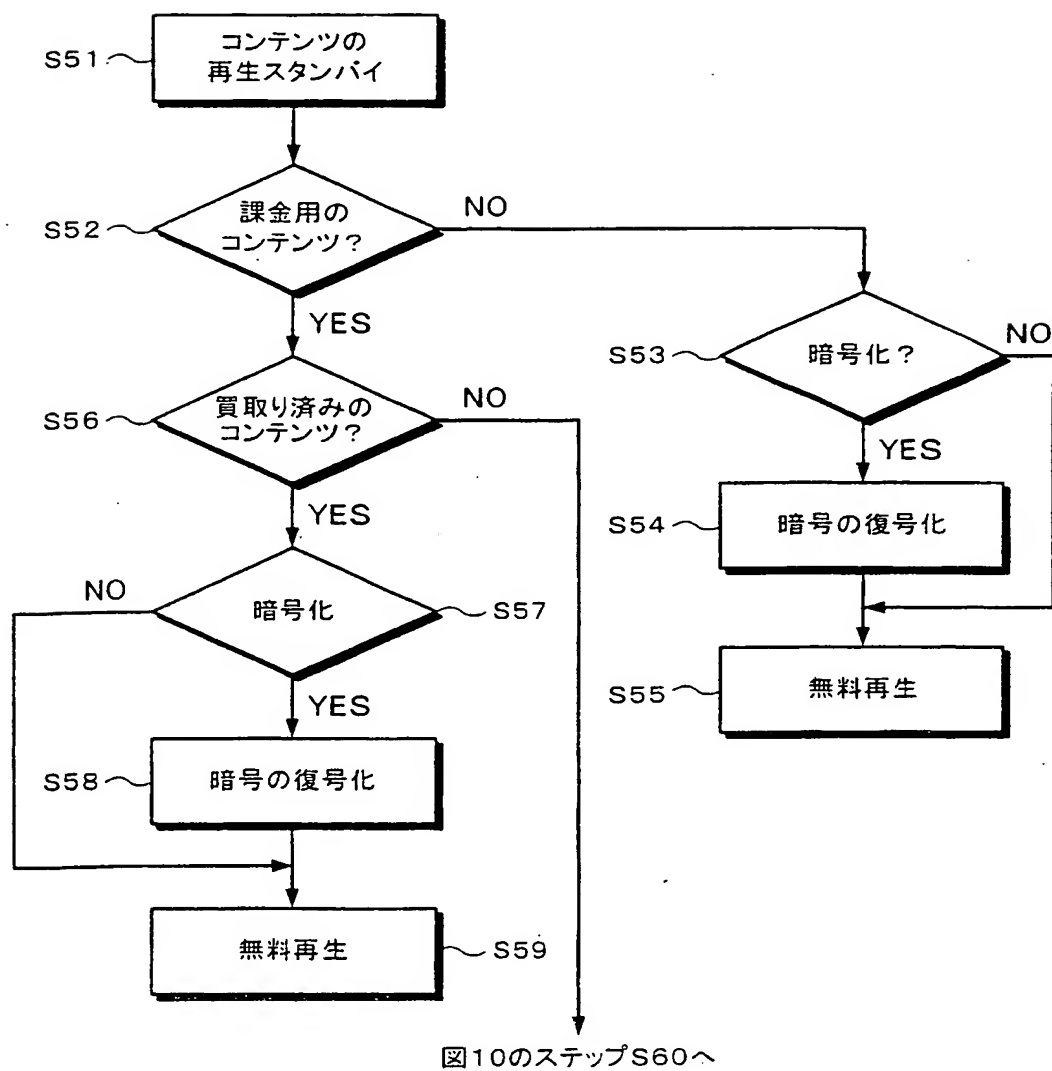 S51
コンテンツの
再生スタンバイ
S52
課金用の
コンテンツ?
NO
YES
S53
暗号化?
NO
YES
S56
買取り済みの
コンテンツ?
NO
YES
S54
暗号の復号化
NO
暗号化
S57
YES
S55
無料再生
S58
暗号の復号化
無料再生
S59
図10のステップS60へ